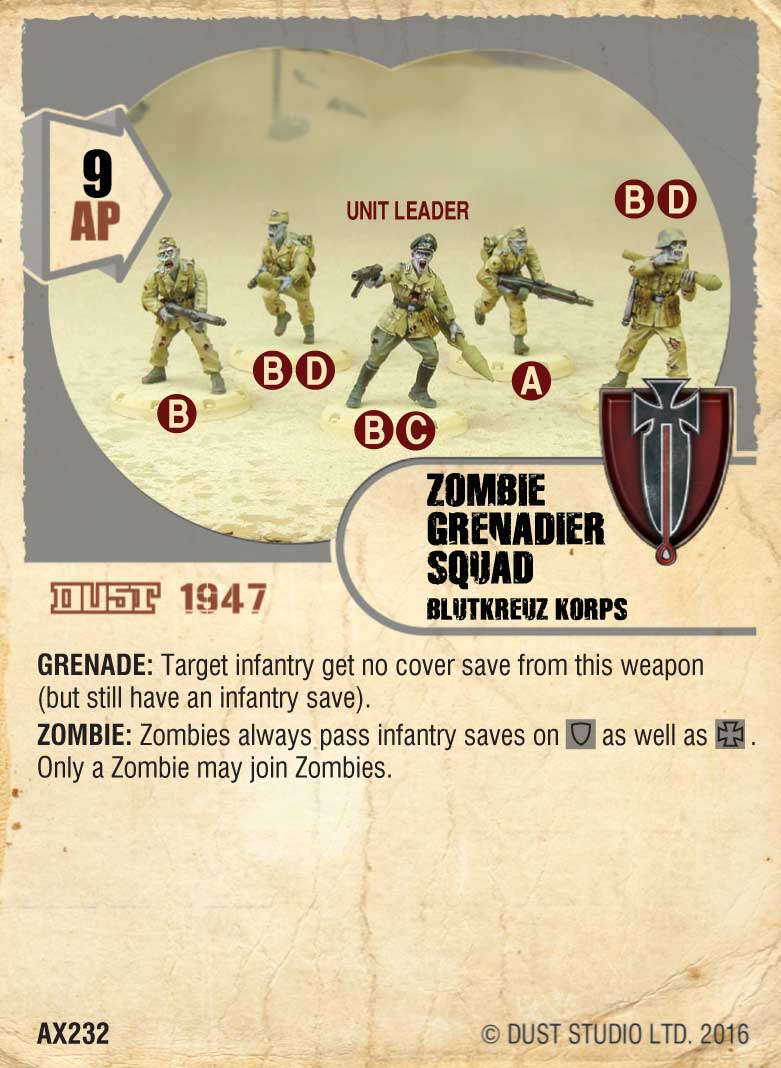 9
AP
UNIT LEADER
B D
B D
A
B
B C
ZOMBIE
GRENADIER
SQUAD
BLUTKREUZ KORPS
DUST 1947
GRENADE: Target infantry get no cover save from this weapon
(but still have an infantry save).
ZOMBIE: Zombies always pass infantry saves on as well as .
Only a Zombie may join Zombies.
AX232
© DUST STUDIO LTD. 2016